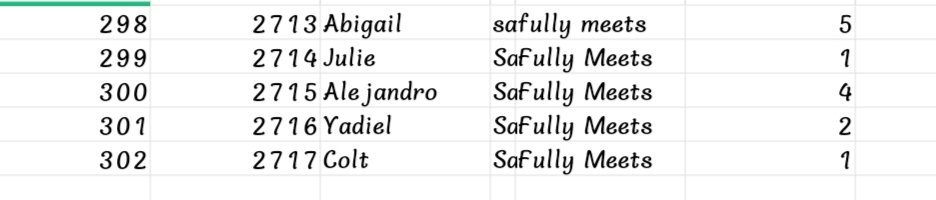 298 2713 Abigail safully meets 5
299 2714 Julie SaFully Meets 1
300 2715 Alejandro SaFully Meets 4
301 2716 Yadiel SaFully Meets 2
302 2717 Colt SaFully Meets 1